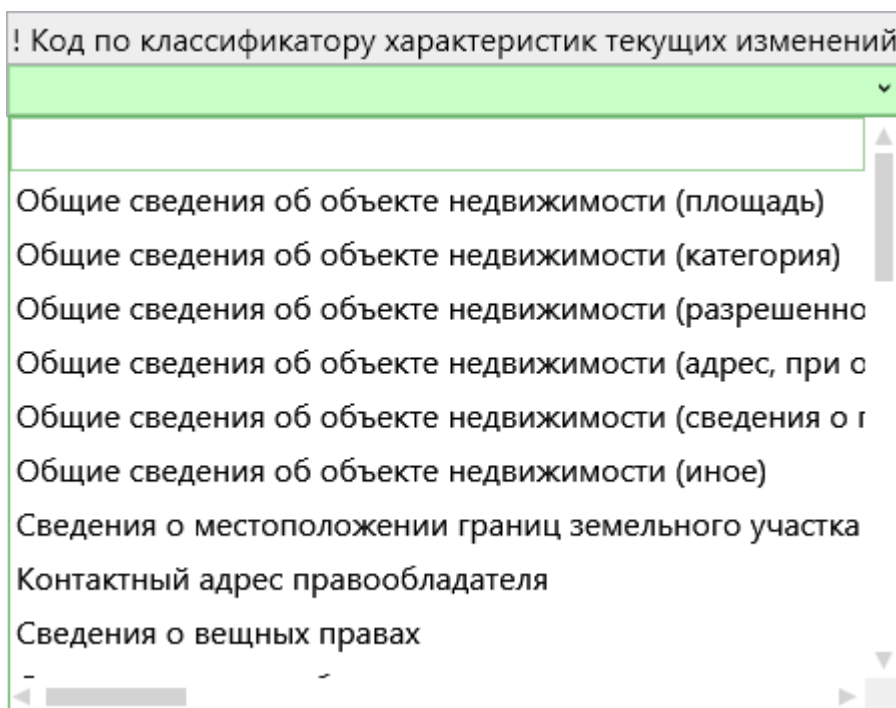 ! Код по классификатору характеристик текущих изменений
Общие сведения об объекте недвижимости (площадь)
Общие сведения об объекте недвижимости (категория)
Общие сведения об объекте недвижимости (разрешенно
Общие сведения об объекте недвижимости (адрес, при о
Общие сведения об объекте недвижимости (сведения о
Общие сведения об объекте недвижимости (иное)
Сведения о местоположении границ земельного участка
Контактный адрес правообладателя
Сведения о вещных правах